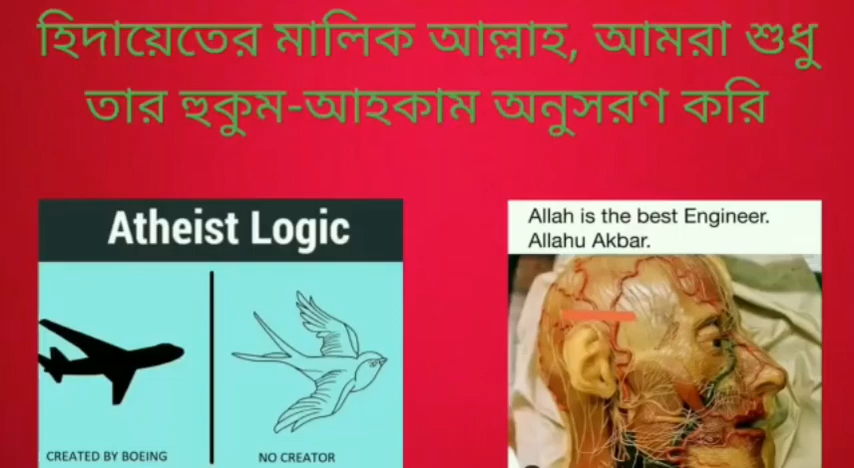 হিদায়েতের মালিক আল্লাহ, আমরা শুধু
তার হুকুম-আহকাম অনুসরণ করি
Atheist Logic
CREATED BY BOEING
NO CREATOR
Allah is the best Engineer.
Allahu Akbar.